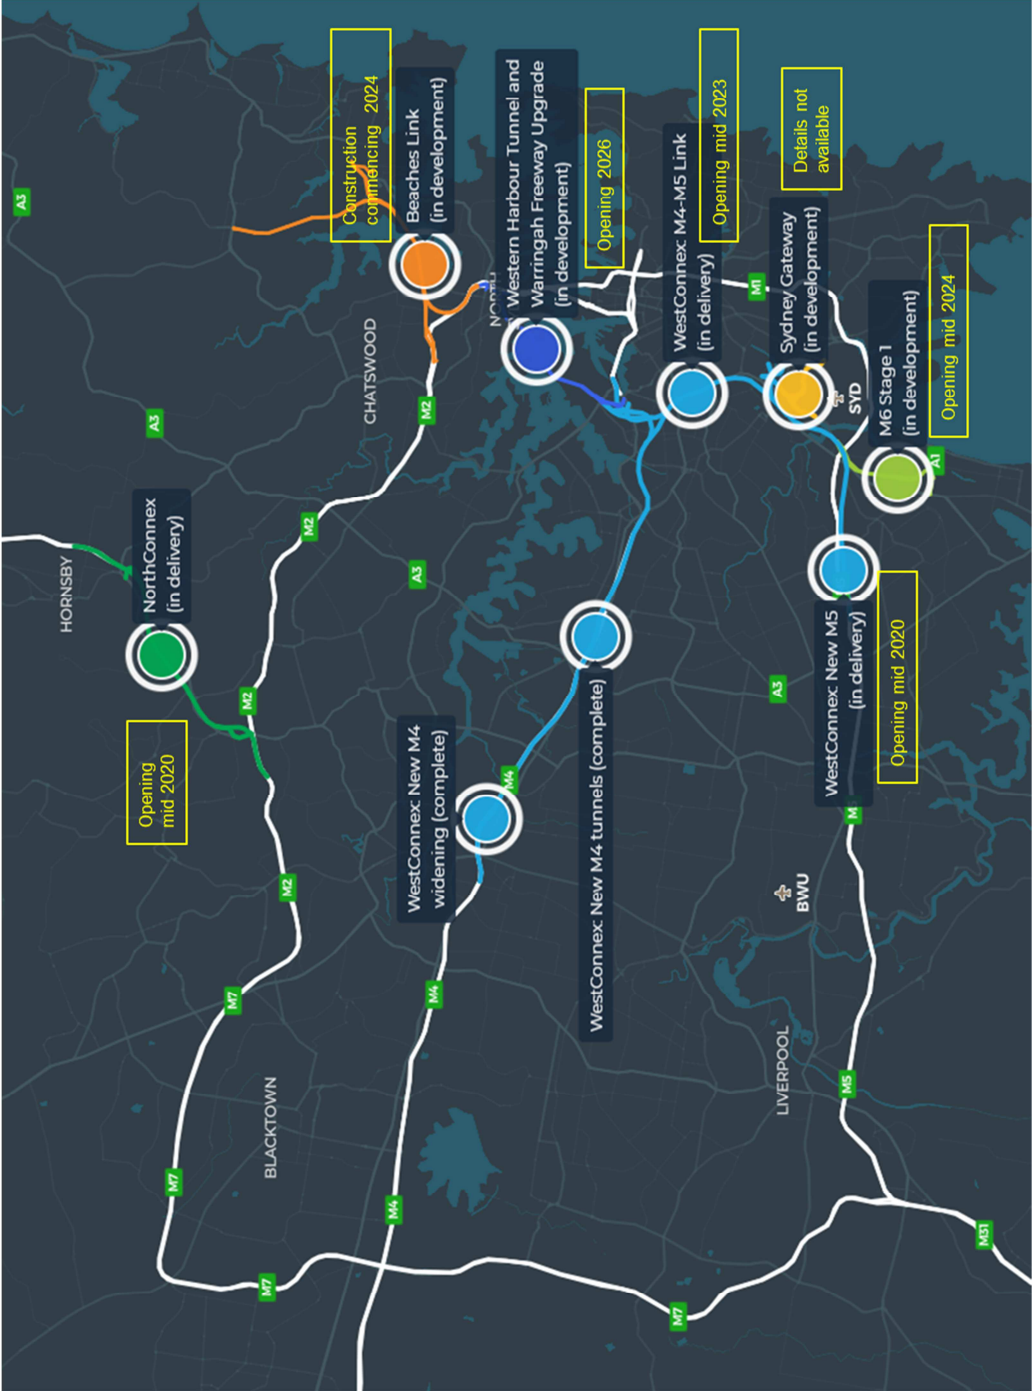 A3
HORNSBY
Opening
mid 2020
NorthConnex
(in delivery)
A3
M7
M7
M2
M7
BLACKTOWN
M2
M2
Construction
commencing 2024
CHATSWOOD
M4
Beaches Link
(in development)
M2
WestConnex: New M4
widening (complete)
A3
M4
NORTH
Western Harbour Tunnel and
Warringah Freeway Upgrade
(in development)
M4
Opening 2026
WestConnex: New M4 tunnels (complete)
WestConnex: M4-M5 Link
(in delivery)
Opening mid 2023
M7
M1
A3
LIVERPOOL
Sydney Gateway
(in development)
Details not
available
BWU
SYD
M5
WestConnex: New M5
(in delivery)
Opening mid 2020
M6 Stage 1
(in development)
A1
Opening mid 2024
M31